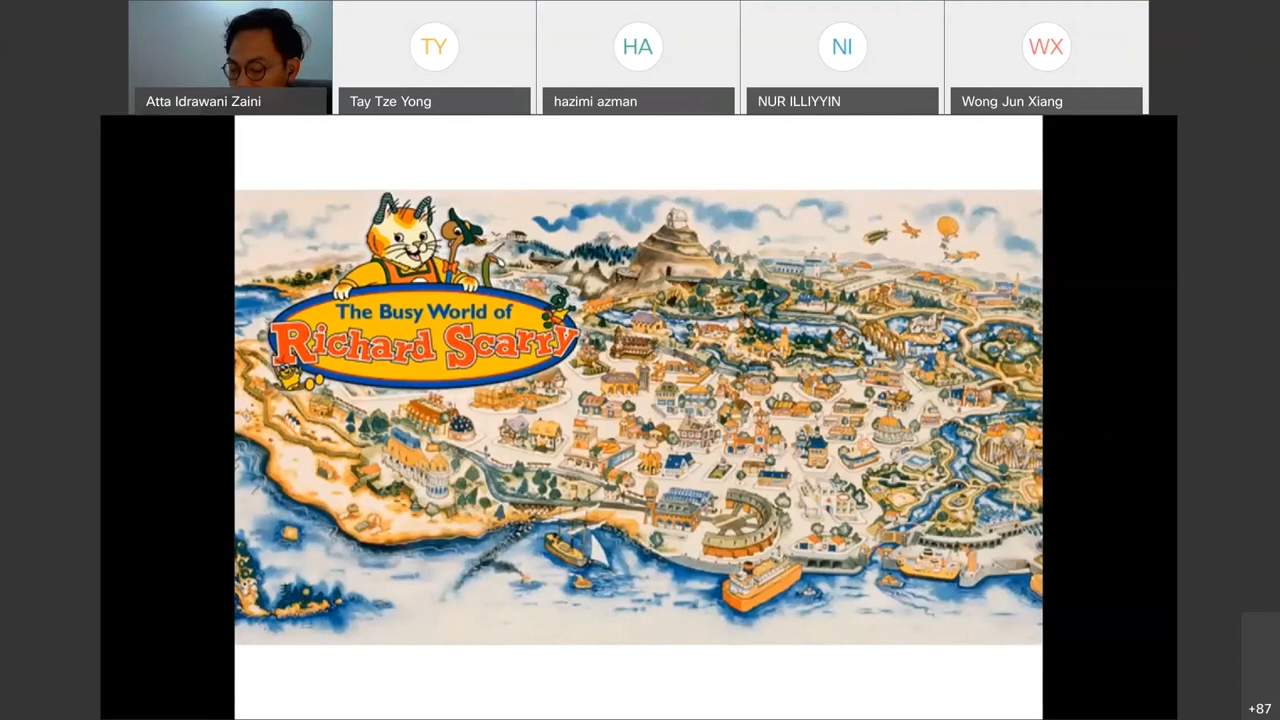 TY
HA
NI
WX
Atta Idrawani Zaini
Tay Tze Yong
hazimi azman
NUR ILLIYYIN
Wong Jun Xiang
The Busy World of
Richard Scarry
+87